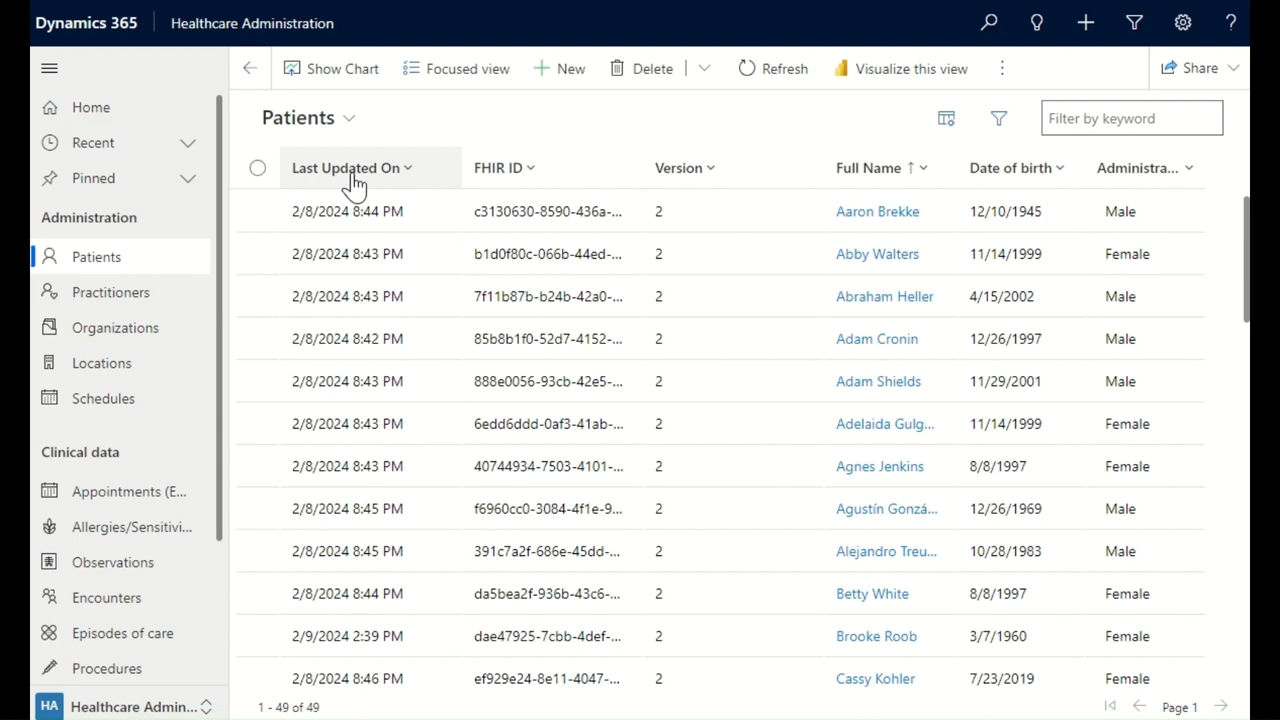 Dynamics 365 Healthcare Administration
Show Chart Focused view New Delete Refresh Visualize this view Share
Home
Recent
Pinned
Administration
Patients
Practitioners
Organizations
Locations
Schedules
Clinical data
Appointments (E...
Allergies/Sensitivi...
Observations
Encounters
Episodes of care
Procedures
HA Healthcare Admin...
Patients
Filter by keyword
Last Updated On FHIR ID Version Full Name ↑ Date of birth Administra...
2/8/2024 8:44 PM c3130630-8590-436a-... 2 Aaron Brekke 12/10/1945 Male
2/8/2024 8:43 PM b1d0f80c-066b-44ed-... 2 Abby Walters 11/14/1999 Female
2/8/2024 8:43 PM 7f11b87b-b24b-42a0-... 2 Abraham Heller 4/15/2002 Male
2/8/2024 8:42 PM 85b8b1f0-52d7-4152-... 2 Adam Cronin 12/26/1997 Male
2/8/2024 8:43 PM 888e0056-93cb-42e5-... 2 Adam Shields 11/29/2001 Male
2/8/2024 8:43 PM 6edd6ddd-0af3-41ab-... 2 Adelaida Gulg... 11/14/1999 Female
2/8/2024 8:43 PM 40744934-7503-4101-... 2 Agnes Jenkins 8/8/1997 Female
2/8/2024 8:45 PM f6960cc0-3084-4f1e-9... 2 Agustín Gonzá... 12/26/1969 Male
2/8/2024 8:45 PM 391c7a2f-686e-45dd-... 2 Alejandro Treu... 10/28/1983 Male
2/8/2024 8:44 PM da5bea2f-936b-43c6-... 2 Betty White 8/8/1997 Female
2/9/2024 2:39 PM dae47925-7cbb-4def-... 2 Brooke Roob 3/7/1960 Female
2/8/2024 8:46 PM ef929e24-8e11-4047-... 2 Cassy Kohler 7/23/2019 Female
1 - 49 of 49 Page 1